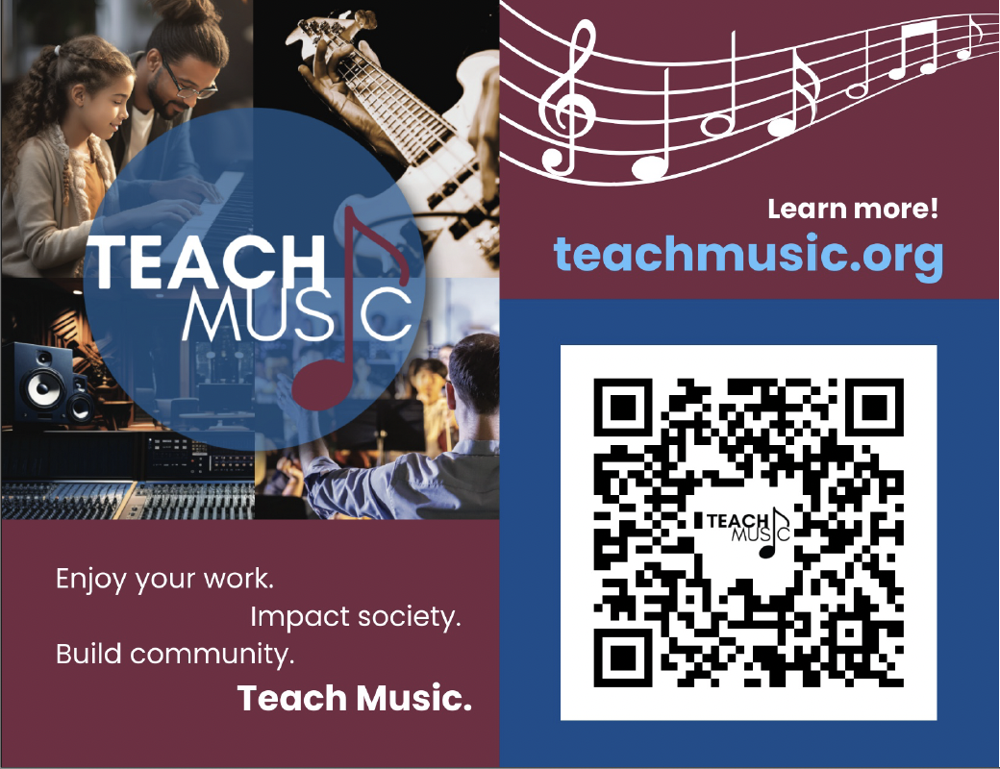 TEACH
MUSIC
Enjoy your work.
Impact society.
Build community.
Teach Music.
Learn more!
teachmusic.org
TEACH
MUSIC